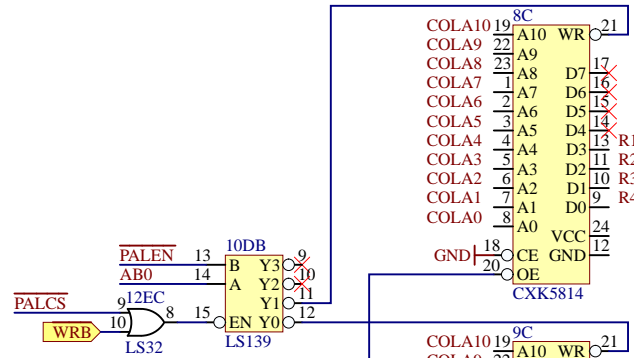 8C
COLA10 19 A10 WR 21
COLA9 22 A9
COLA8 23 A8 D7 17
COLA7 1 A7 D6 16
COLA6 2 A6 D5 15
COLA5 3 A5 D4 14
COLA4 4 A4 D3 13 R1
COLA3 5 A3 D2 11 R2
COLA2 6 A2 D1 10 R3
COLA1 7 A1 D0 9 R4
COLA0 8 A0
VCC 24
GND 18 CE GND 12
20 OE
CXK5814
10DB
PALEN 13 B Y3 9
AB0 14 A Y2 10
Y1 11
15 EN Y0 12
LS139
12EC
PALCS 9
8
WRB 10
LS32
9C
COLA10 19 A10 WR 21